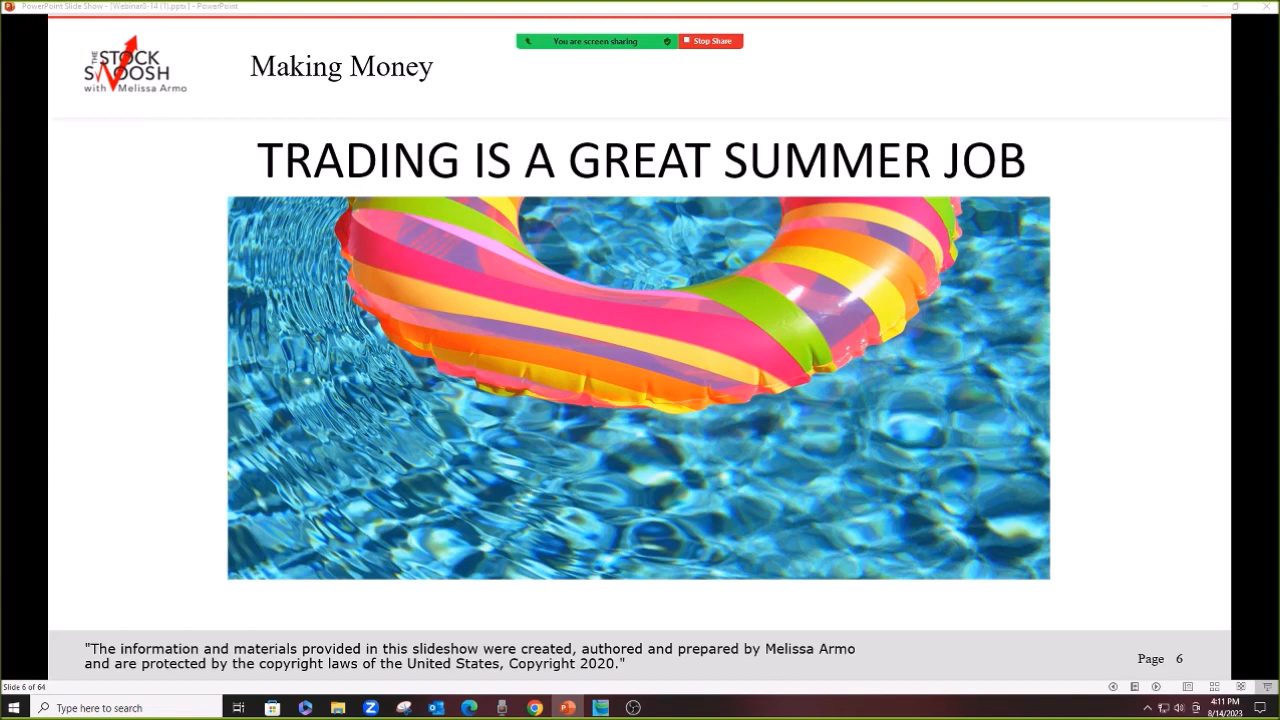 PowerPoint Slide Show - [Webinar8-14 (1).pptx] - PowerPoint
You are screen sharing
Stop Share
THE
STOCK
SWOOSH
with Melissa Armo
Making Money
TRADING IS A GREAT SUMMER JOB
"The information and materials provided in this slideshow were created, authored and prepared by Melissa Armo
and are protected by the copyright laws of the United States, Copyright 2020."
Page 6
Slide 6 of 64
Type here to search
4:11 PM
8/14/2023